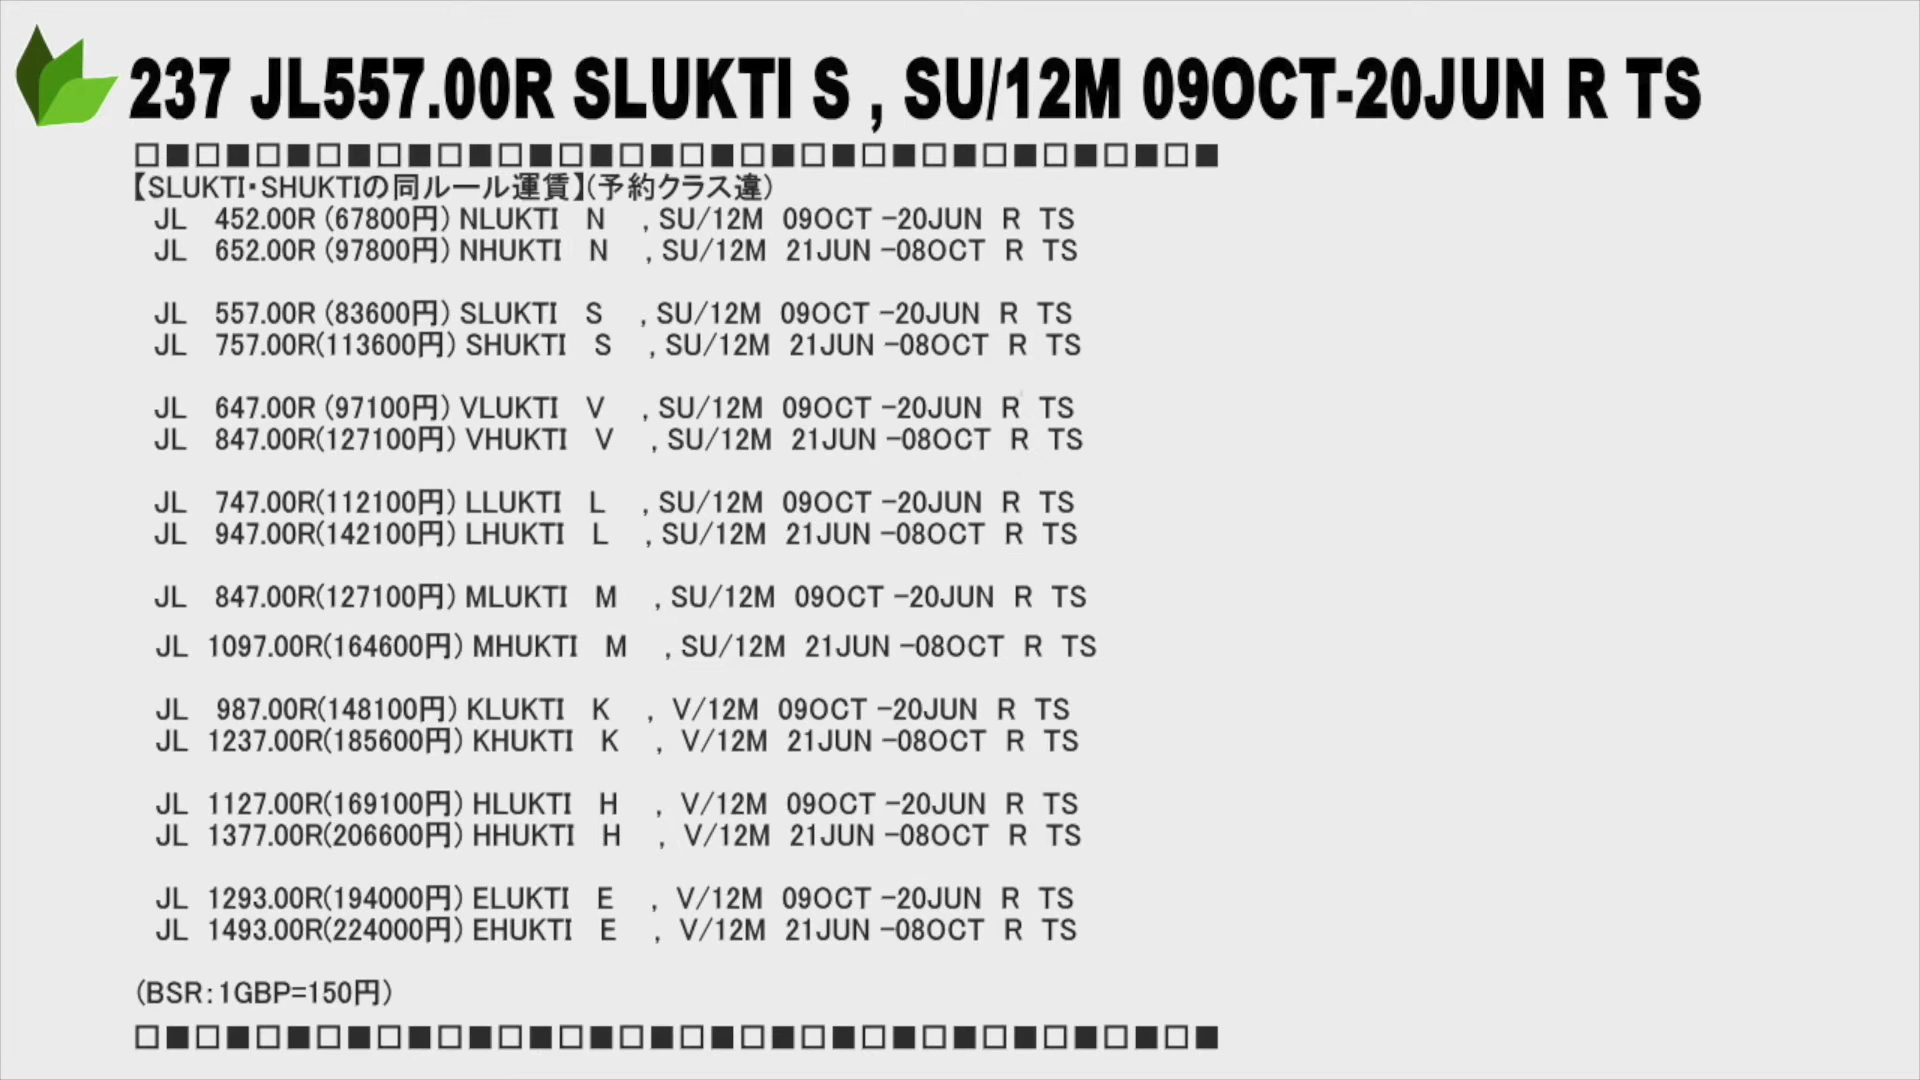 237 JL557.00R SLUKTI S , SU/12M 09OCT-20JUN R TS
□■□■□■□■□■□■□■□■□■□■□■□■□■□■□■□■□■□■
【SLUKTI・SHUKTIの同ルール運賃】(予約クラス違)
JL 452.00R (67800円) NLUKTI N , SU/12M 09OCT -20JUN R TS
JL 652.00R (97800円) NHUKTI N , SU/12M 21JUN -08OCT R TS
JL 557.00R (83600円) SLUKTI S , SU/12M 09OCT -20JUN R TS
JL 757.00R(113600円) SHUKTI S , SU/12M 21JUN -08OCT R TS
JL 647.00R (97100円) VLUKTI V , SU/12M 09OCT -20JUN R TS
JL 847.00R(127100円) VHUKTI V , SU/12M 21JUN -08OCT R TS
JL 747.00R(112100円) LLUKTI L , SU/12M 09OCT -20JUN R TS
JL 947.00R(142100円) LHUKTI L , SU/12M 21JUN -08OCT R TS
JL 847.00R(127100円) MLUKTI M , SU/12M 09OCT -20JUN R TS
JL 1097.00R(164600円) MHUKTI M , SU/12M 21JUN -08OCT R TS
JL 987.00R(148100円) KLUKTI K , V/12M 09OCT -20JUN R TS
JL 1237.00R(185600円) KHUKTI K , V/12M 21JUN -08OCT R TS
JL 1127.00R(169100円) HLUKTI H , V/12M 09OCT -20JUN R TS
JL 1377.00R(206600円) HHUKTI H , V/12M 21JUN -08OCT R TS
JL 1293.00R(194000円) ELUKTI E , V/12M 09OCT -20JUN R TS
JL 1493.00R(224000円) EHUKTI E , V/12M 21JUN -08OCT R TS
(BSR:1GBP=150円)
□■□■□■□■□■□■□■□■□■□■□■□■□■□■□■□■□■□■